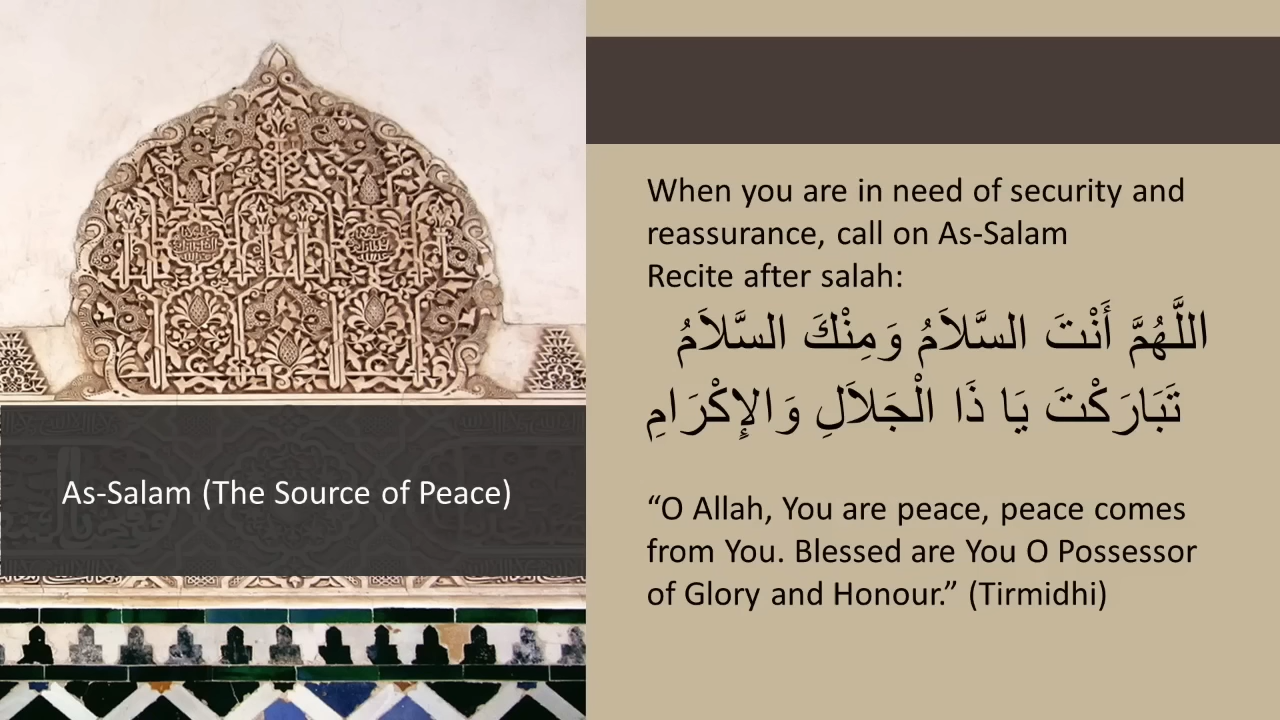 As-Salam (The Source of Peace)
When you are in need of security and
reassurance, call on As-Salam
Recite after salah:
اللَّهُمَّ أَنْتَ السَّلاَمُ وَمِنْكَ السَّلاَمُ
تَبَارَكْتَ يَا ذَا الْجَلاَلِ وَالإِكْرَامِ
“O Allah, You are peace, peace comes
from You. Blessed are You O Possessor
of Glory and Honour.” (Tirmidhi)